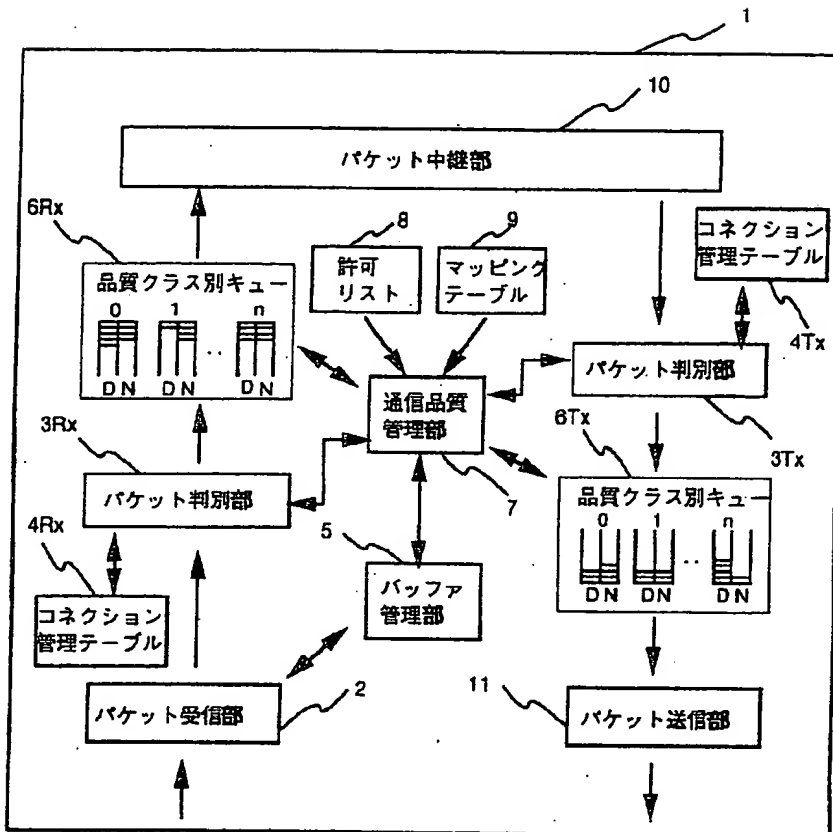 1
10
パケット中継部
6Rx
品質クラス別キュー
0 1 n
‥
D N D N D N
8
許可
リスト
9
マッピング
テーブル
コネクション
管理テーブル
4Tx
パケット判別部
3Tx
通信品質
管理部
7
3Rx
パケット判別部
6Tx
品質クラス別キュー
0 1 n
‥
D N D N D N
4Rx
コネクション
管理テーブル
5
バッファ
管理部
パケット受信部
2
11
パケット送信部